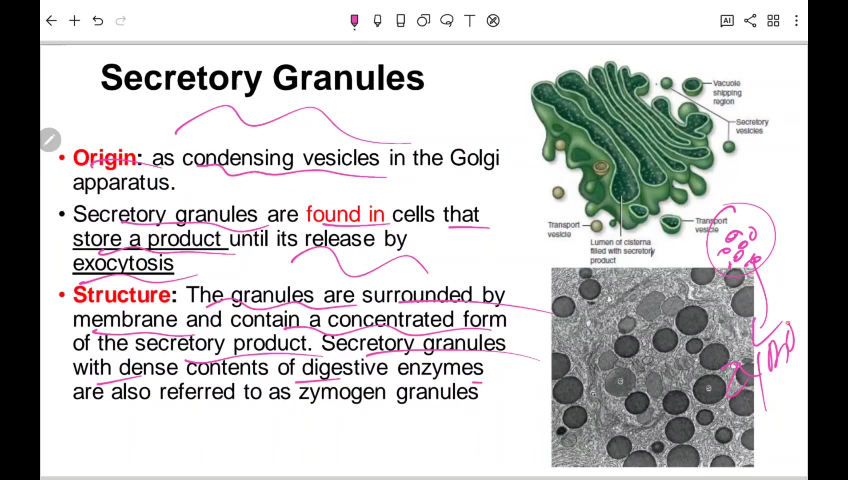 AI
T
Secretory Granules
• Origin: as condensing vesicles in the Golgi
apparatus.
• Secretory granules are found in cells that
store a product until its release by
exocytosis
• Structure: The granules are surrounded by
membrane and contain a concentrated form
of the secretory product. Secretory granules
with dense contents of digestive enzymes
are also referred to as zymogen granules
Vacuole
shipping
region
Secretory
vesicles
Transport
vesicle
Transport
vesicle
Lumen of cisterna
filled with secretory
product